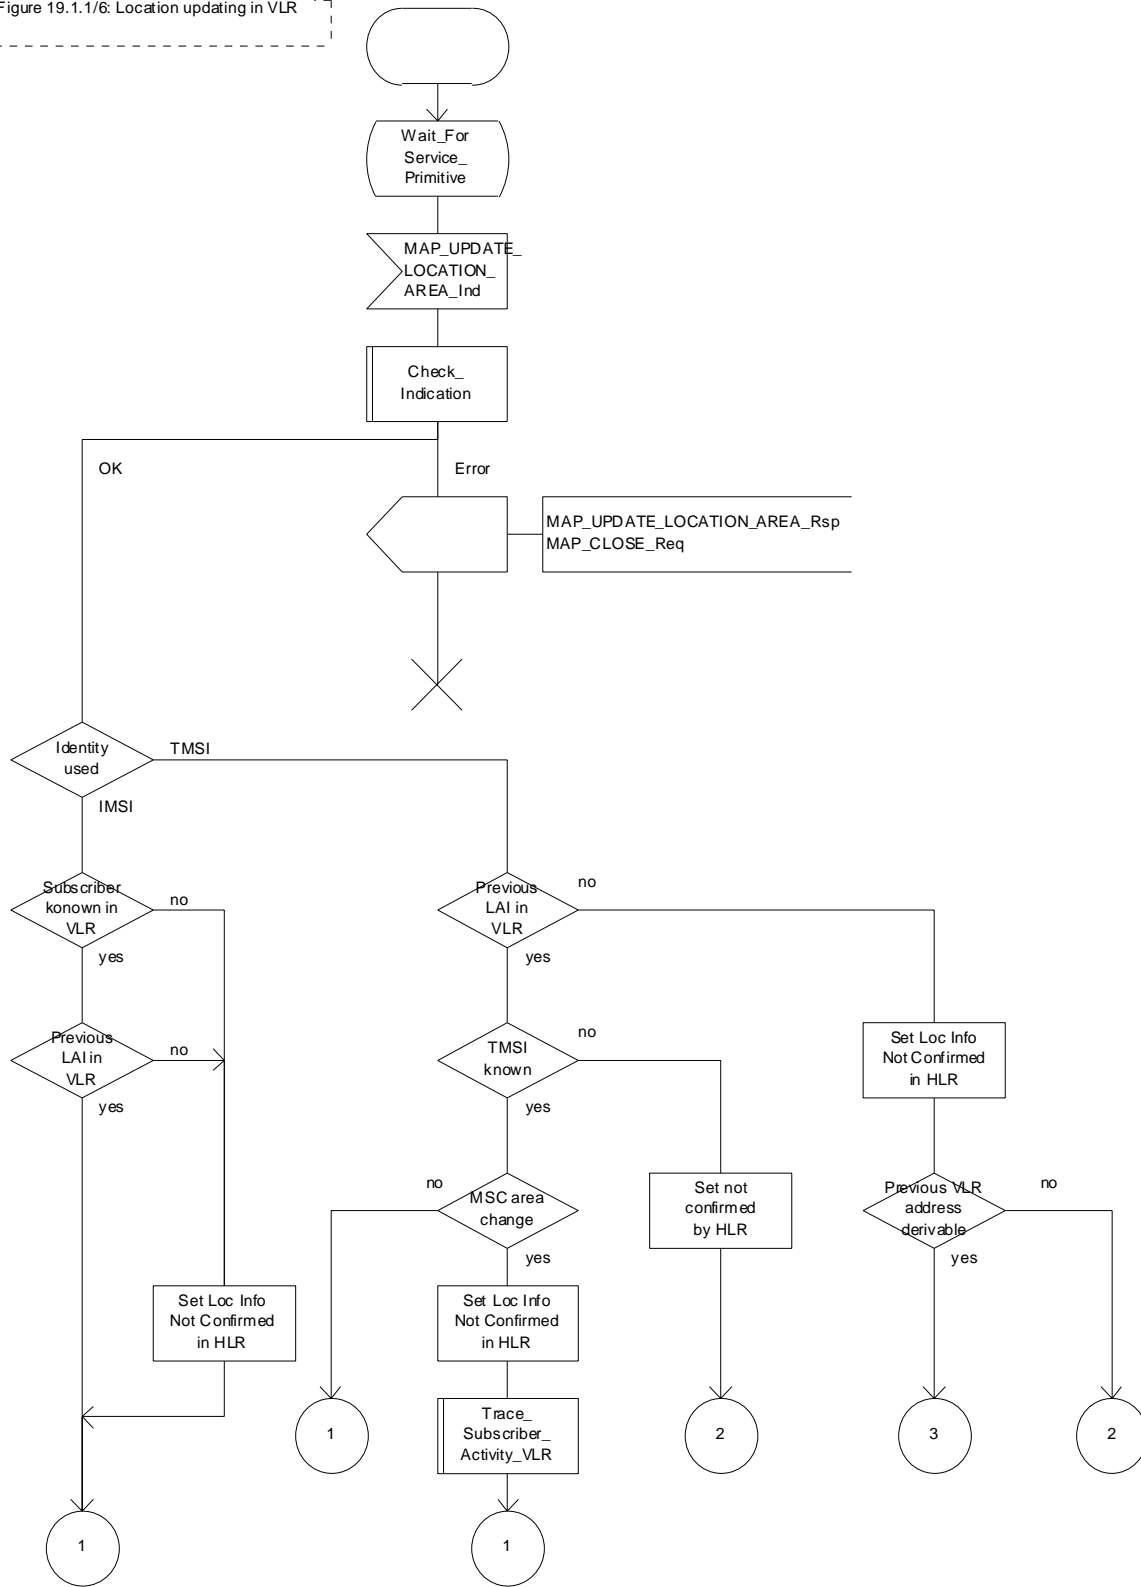 Figure 19.1.1/6: Location updating in VLR
Wait_For
Service_
Primitive
MAP_UPDATE_
LOCATION_
AREA_Ind
Check_
Indication
OK
Error
MAP_UPDATE_LOCATION_AREA_Rsp
MAP_CLOSE_Req
Identity
used
TMSI
IMSI
Subscriber
konown in
VLR
no
yes
Previous
LAI in
VLR
no
yes
Previous
LAI in
VLR
no
yes
TMSI
known
no
yes
Set Loc Info
Not Confirmed
in HLR
no
MSC area
change
yes
Set not
confirmed
by HLR
Previous VLR
address
derivable
no
yes
Set Loc Info
Not Confirmed
in HLR
Set Loc Info
Not Confirmed
in HLR
1
Trace_
Subscriber_
Activity_VLR
2
3
2
1
1